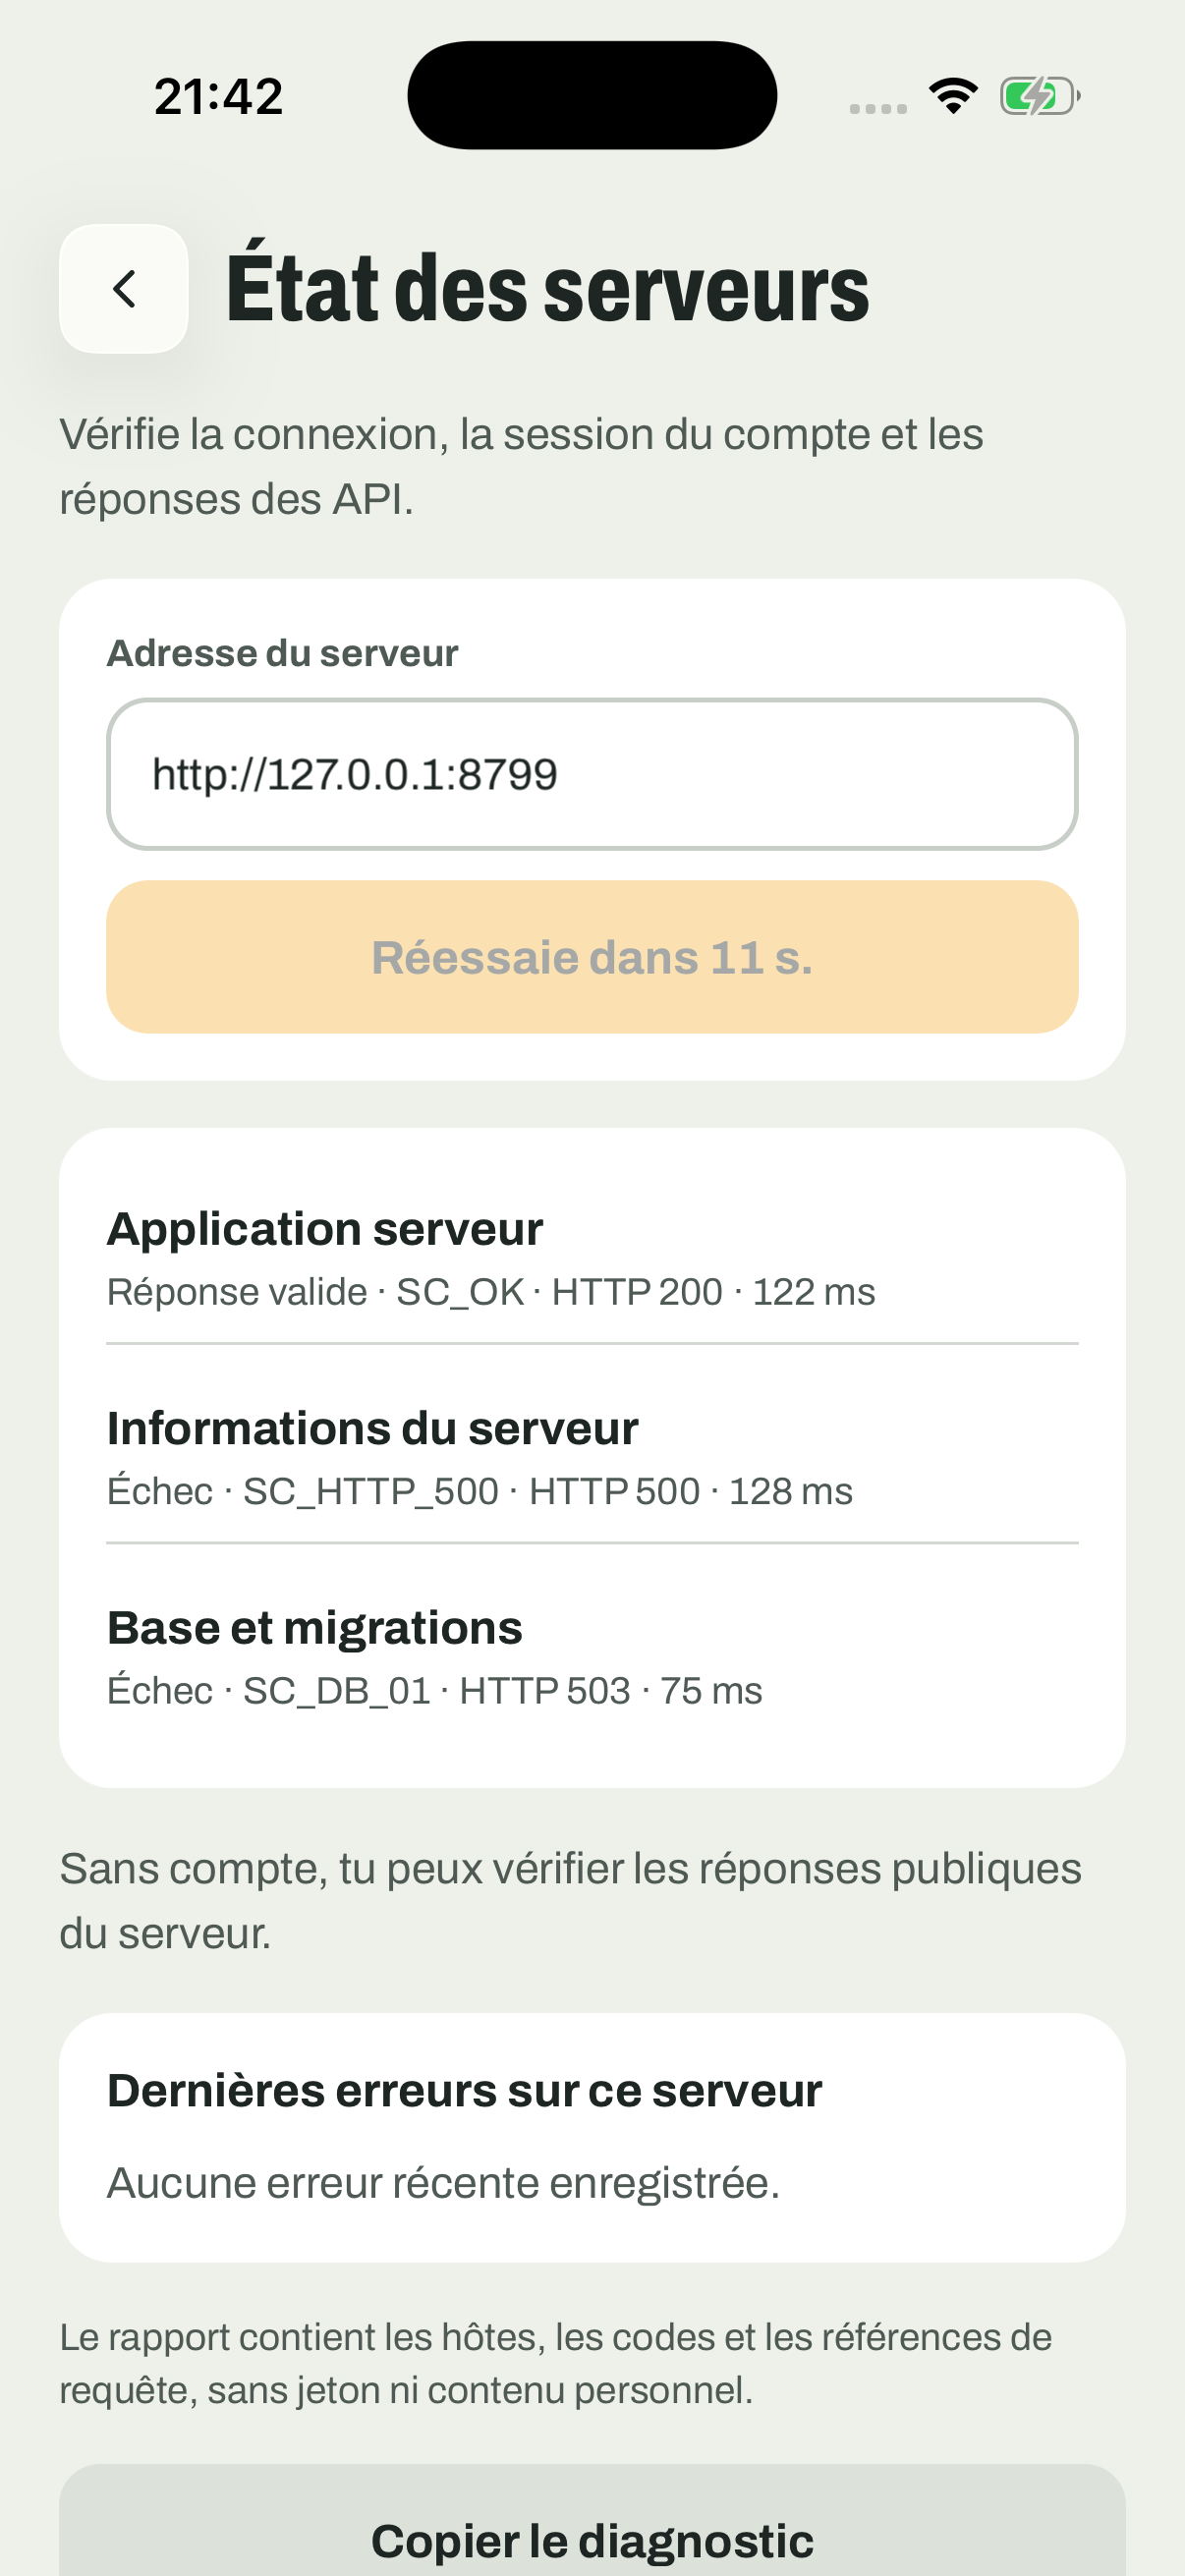 21:42
État des serveurs
Vérifie la connexion, la session du compte et les
réponses des API.
Adresse du serveur
http://127.0.0.1:8799
Réessaie dans 11 s.
Application serveur
Réponse valide · SC_OK · HTTP 200 · 122 ms
Informations du serveur
Échec · SC_HTTP_500 · HTTP 500 · 128 ms
Base et migrations
Échec · SC_DB_01 · HTTP 503 · 75 ms
Sans compte, tu peux vérifier les réponses publiques
du serveur.
Dernières erreurs sur ce serveur
Aucune erreur récente enregistrée.
Le rapport contient les hôtes, les codes et les références de
requête, sans jeton ni contenu personnel.
Copier le diagnostic